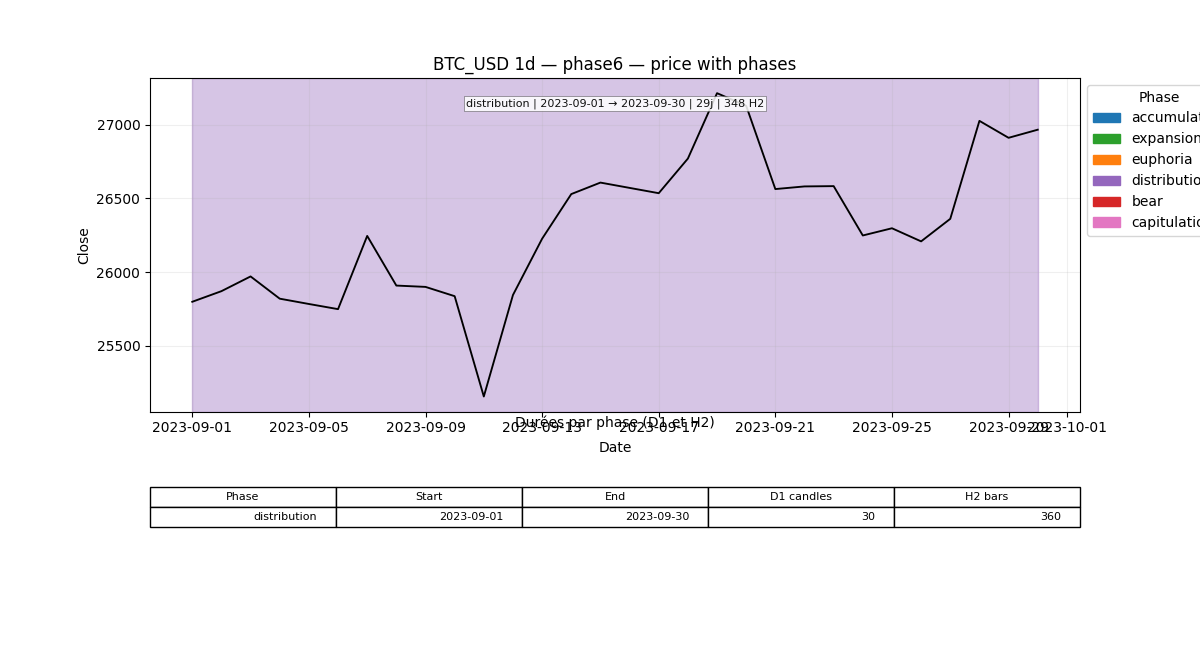 BTC_USD 1d — phase6 — price with phases
distribution | 2023-09-01 → 2023-09-30 | 29j | 348 H2
Phase
accumulat
expansion
euphoria
distributio
bear
capitulatio
27000
26500
26000
25500
Close
2023-09-01 2023-09-05 2023-09-09 2023-09-13 2023-09-17 2023-09-21 2023-09-25 2023-09-29 2023-10-01
Durées par phase (D1 et H2)
Date
Phase Start End D1 candles H2 bars
distribution 2023-09-01 2023-09-30 30 360